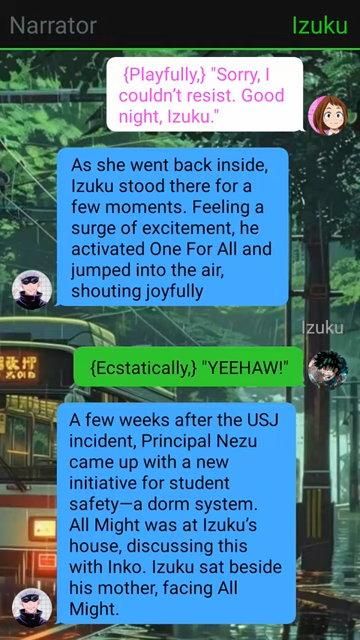 Narrator Izuku
{Playfully,} "Sorry, I
couldn't resist. Good
night, Izuku."
As she went back inside,
Izuku stood there for a
few moments. Feeling a
surge of excitement, he
activated One For All and
jumped into the air,
shouting joyfully
Izuku
{Ecstatically,} "YEEHAW!"
A few weeks after the USJ
incident, Principal Nezu
came up with a new
initiative for student
safety—a dorm system.
All Might was at Izuku's
house, discussing this
with Inko. Izuku sat beside
his mother, facing All
Might.